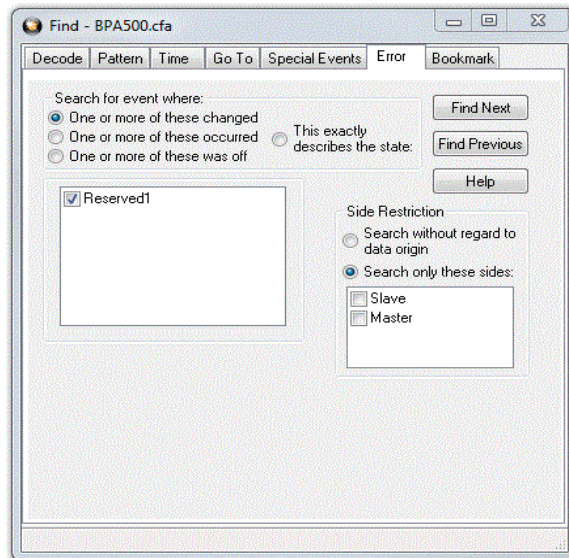 Find - BPA500.cfa
Decode Pattern Time Go To Special Events Error Bookmark
Search for event where:
One or more of these changed
One or more of these occurred
One or more of these was off
This exactly
describes the state:
Find Next
Find Previous
Help
Reserved1
Side Restriction
Search without regard to
data origin
Search only these sides:
Slave
Master